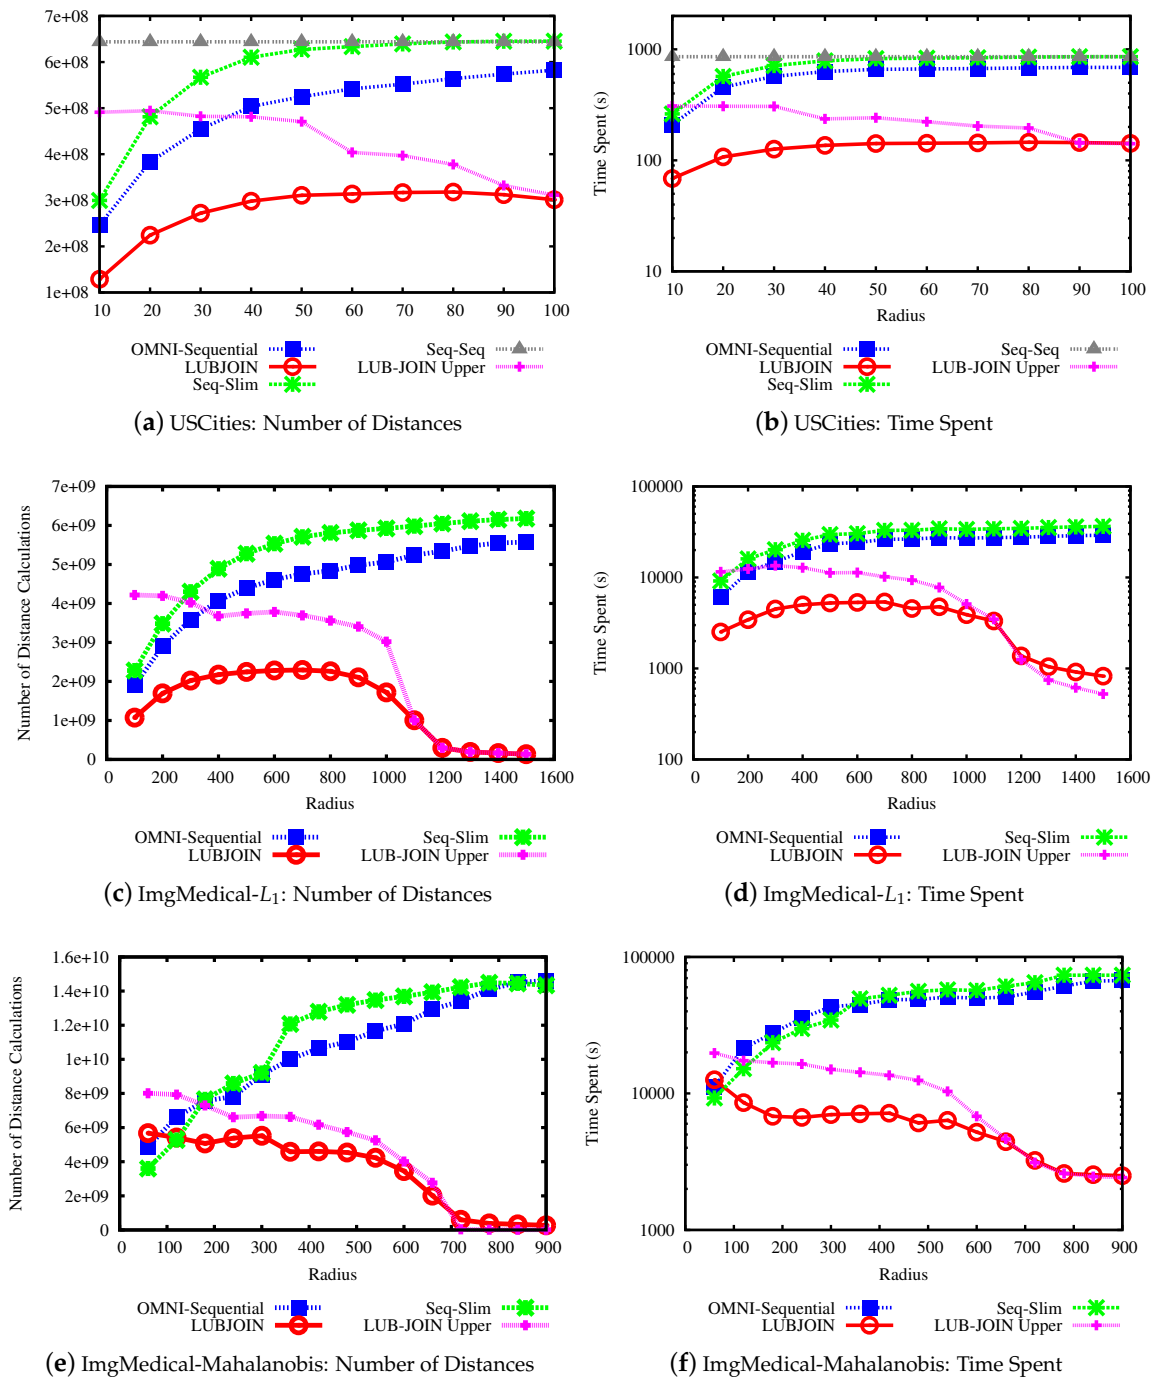 7e+08
6e+08
5e+08
4e+08
3e+08
2e+08
1e+08
10 20 30 40 50 60 70 80 90 100
OMNI-Sequential
LUBJOIN
Seq-Slim
Seq-Seq
LUB-JOIN Upper
(a) USCities: Number of Distances
Time Spent (s)
1000
100
10
10 20 30 40 50 60 70 80 90 100
Radius
OMNI-Sequential
LUBJOIN
Seq-Slim
Seq-Seq
LUB-JOIN Upper
(b) USCities: Time Spent
Number of Distance Calculations
7e+09
6e+09
5e+09
4e+09
3e+09
2e+09
1e+09
0
0 200 400 600 800 1000 1200 1400 1600
Radius
OMNI-Sequential
LUBJOIN
Seq-Slim
LUB-JOIN Upper
(c) ImgMedical-L1: Number of Distances
Time Spent (s)
100000
10000
1000
100
0 200 400 600 800 1000 1200 1400 1600
Radius
OMNI-Sequential
LUBJOIN
Seq-Slim
LUB-JOIN Upper
(d) ImgMedical-L1: Time Spent
Number of Distance Calculations
1.6e+10
1.4e+10
1.2e+10
1e+10
8e+09
6e+09
4e+09
2e+09
0
0 100 200 300 400 500 600 700 800 900
Radius
OMNI-Sequential
LUBJOIN
Seq-Slim
LUB-JOIN Upper
(e) ImgMedical-Mahalanobis: Number of Distances
Time Spent (s)
100000
10000
1000
0 100 200 300 400 500 600 700 800 900
Radius
OMNI-Sequential
LUBJOIN
Seq-Slim
LUB-JOIN Upper
(f) ImgMedical-Mahalanobis: Time Spent